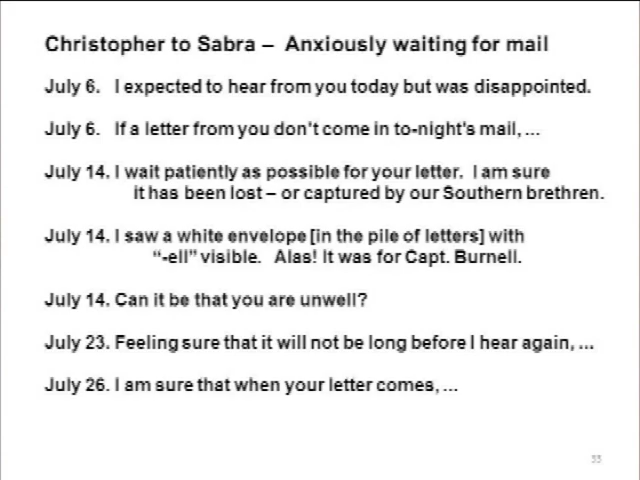 Christopher to Sabra – Anxiously waiting for mail
July 6. I expected to hear from you today but was disappointed.
July 6. If a letter from you don't come in to-night's mail, ...
July 14. I wait patiently as possible for your letter. I am sure
it has been lost – or captured by our Southern brethren.
July 14. I saw a white envelope [in the pile of letters] with
"-ell" visible. Alas! It was for Capt. Burnell.
July 14. Can it be that you are unwell?
July 23. Feeling sure that it will not be long before I hear again, ...
July 26. I am sure that when your letter comes, ...
33